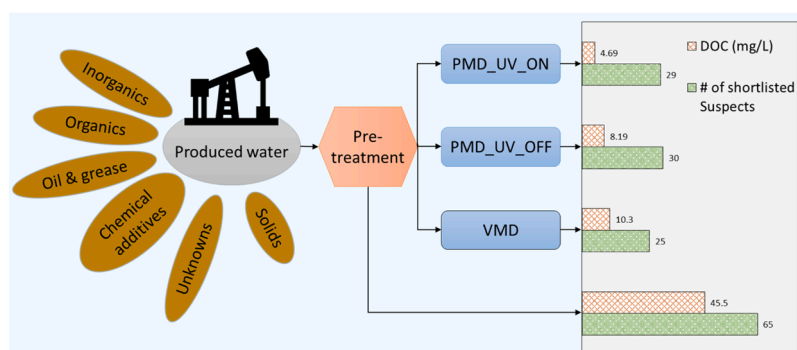 Inorganics
Organics
Oil & grease
Chemical
additives
Unknowns
Solids
Produced water
Pre-
treatment
PMD_UV_ON
PMD_UV_OFF
VMD
4.69
29
8.19
30
10.3
25
45.5
65
DOC (mg/L)
# of shortlisted
Suspects